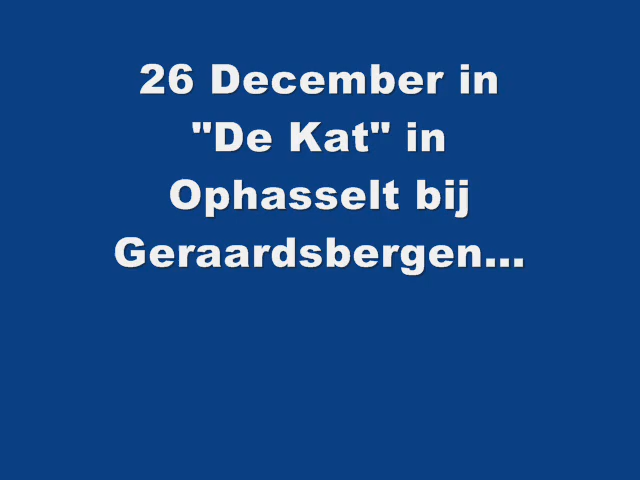 26 December in
"De Kat" in
Ophasselt bij
Geraardsbergen...